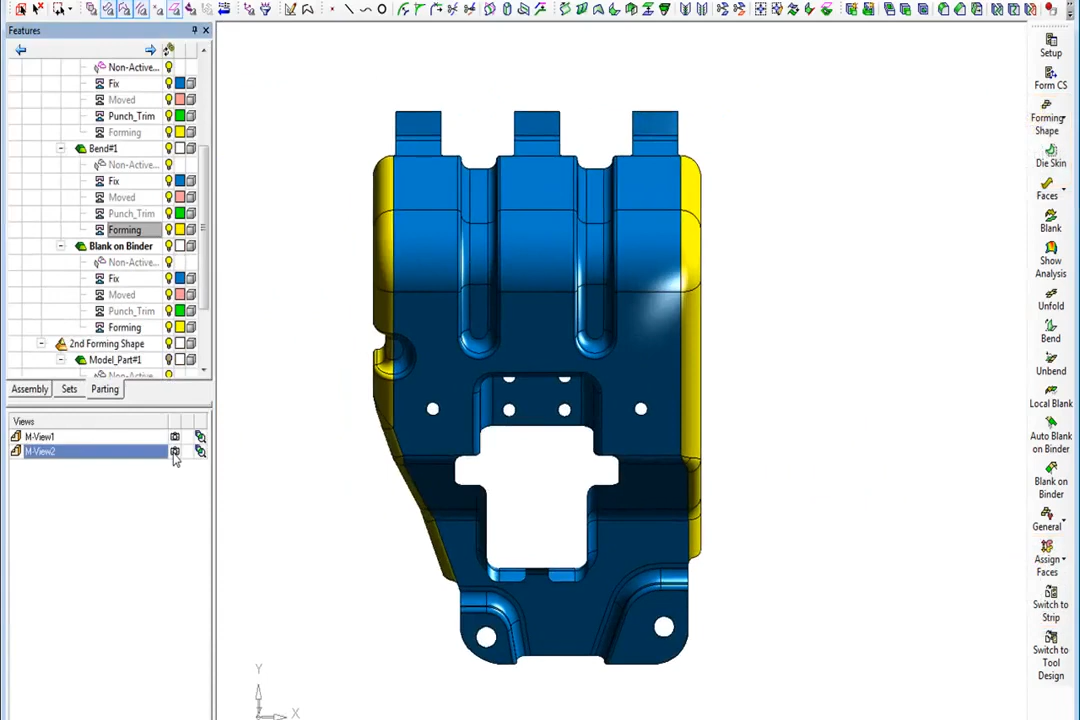 Features
Non-Active...
Fix
Moved
Punch_Trim
Forming
Bend#1
Non-Active...
Fix
Moved
Punch_Trim
Forming
Blank on Binder
Non-Active...
Fix
Moved
Punch_Trim
Forming
2nd Forming Shape
Model_Part#1
Assembly
Sets
Parting
Views
M-View1
M-View2
Y
X
Setup
Form CS
Forming
Shape
Die Skin
Faces
Blank
Show
Analysis
Unfold
Bend
Unbend
Local Blank
Auto Blank
on Binder
Blank on
Binder
General
Assign
Faces
Switch to
Strip
Switch to
Tool
Design